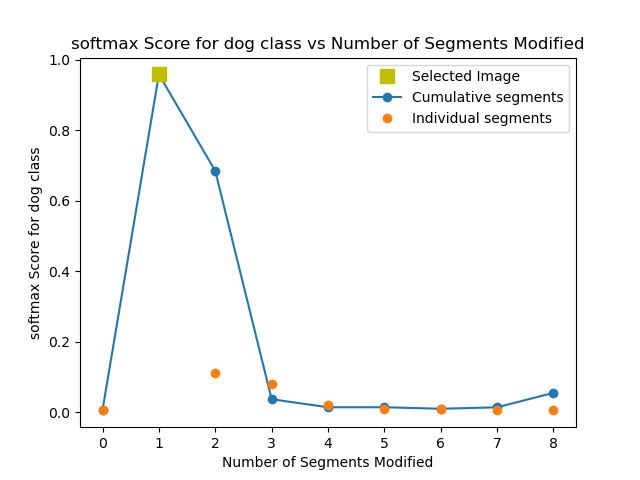 softmax Score for dog class vs Number of Segments Modified
1.0
0.8
0.6
0.4
0.2
0.0
softmax Score for dog class
Selected Image
Cumulative segments
Individual segments
0 1 2 3 4 5 6 7 8
Number of Segments Modified